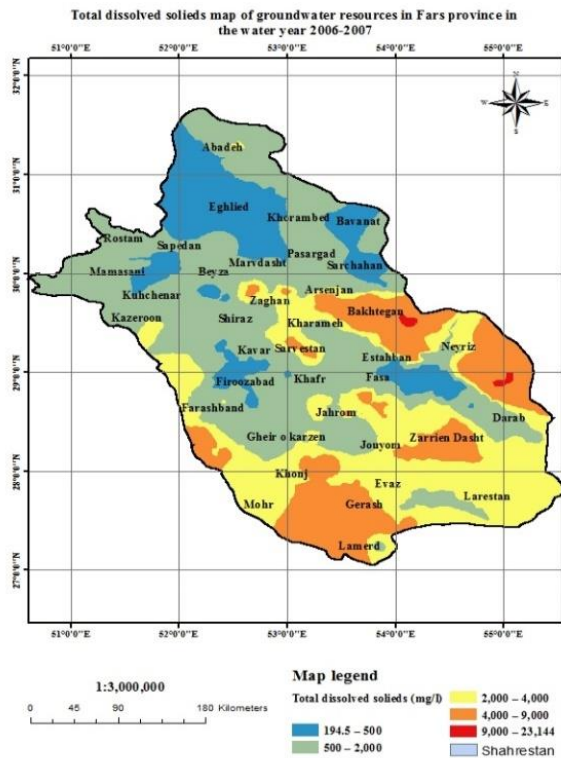 Total dissolved solieds map of groundwater resources in Fars province in
the water year 2006-2007
51°0'0"N 52°0'0"N 53°0'0"N 54°0'0"N 55°0'0"N
32°0'0"N
N
W E
S
Abadeh
31°0'0"N
Eghlied
Khorambed Bavanat
Rostam
Sapedan
Pasargad
Marvdasht
Sarchahan
Mamasani Beyza
30°0'0"N
Arsenjan
Kuhchenar
Zaghan
Bakhtegan
Kazeroon Shiraz Kharameh
Kavar Sarvestan
Neyriz
Estahban
29°0'0"N
Firoozabad Khafr Fasa
Farashband
Jahrom
Darab
Gheir o karzen
Jouyom Zarrien Dasht
28°0'0"N
Khonj
Evaz
Mohr Gerash Larestan
Lamerd
27°0'0"N
51°0'0"N 52°0'0"N 53°0'0"N 54°0'0"N 55°0'0"N
1:3,000,000
0 45 90 180 Kilometers
Map legend
Total dissolved solieds (mg/l)
194.5 – 500
500 – 2,000
2,000 – 4,000
4,000 – 9,000
9,000 – 23,144
Shahrestan